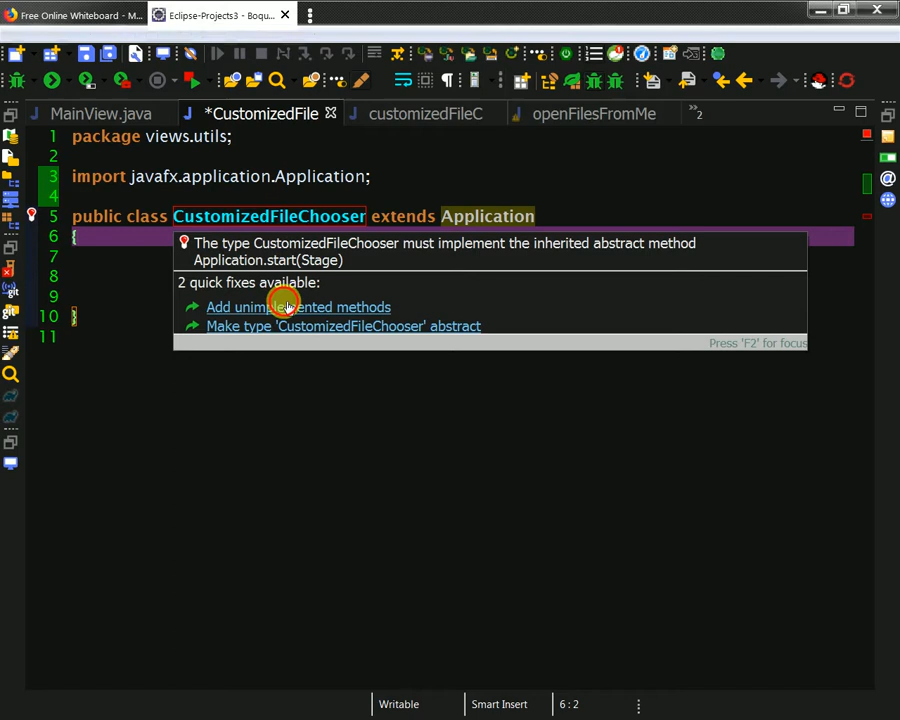 Free Online Whiteboard - M...
Eclipse-Projects3 - Boqu...
MainView.java
*CustomizedFile
customizedFileC
openFilesFromMe
»2
1 package views.utils;
2
3 import javafx.application.Application;
4
5 public class CustomizedFileChooser extends Application
6 {
7
8
9
10 }
11
The type CustomizedFileChooser must implement the inherited abstract method
Application.start(Stage)
2 quick fixes available:
Add unimplemented methods
Make type 'CustomizedFileChooser' abstract
Press 'F2' for focus
Writable
Smart Insert
6 : 2